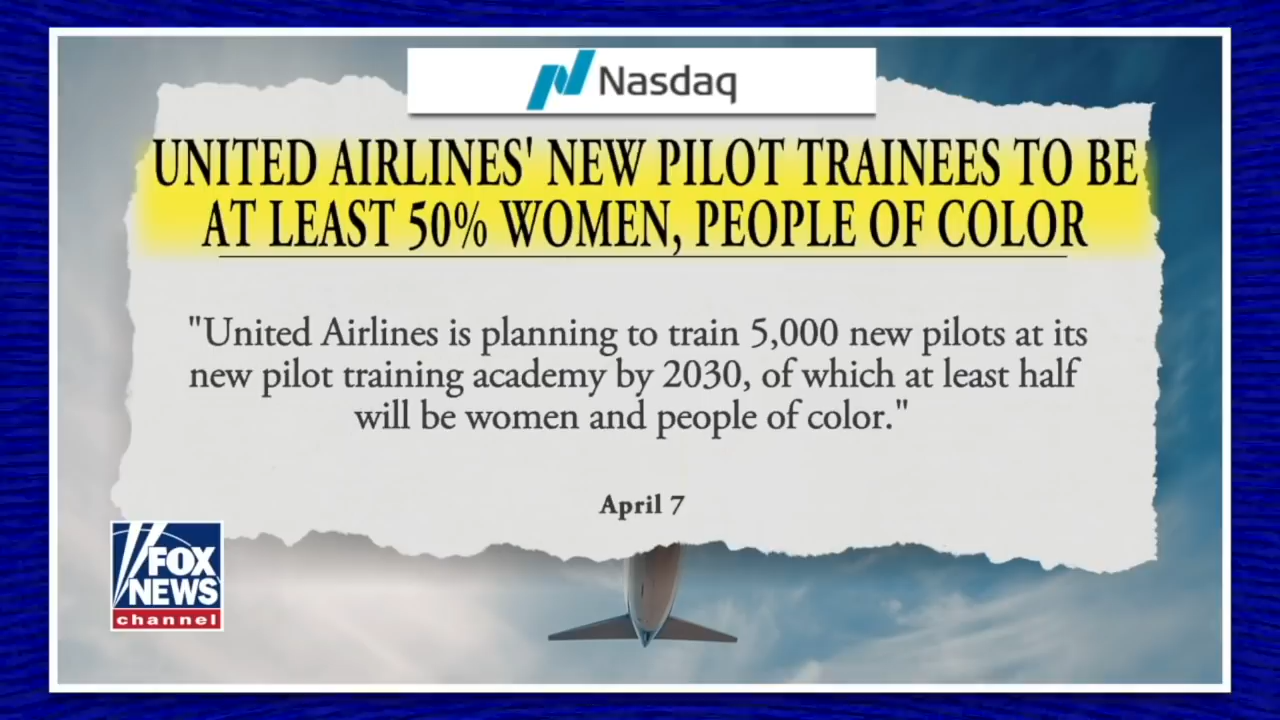 Nasdaq
UNITED AIRLINES' NEW PILOT TRAINEES TO BE
AT LEAST 50% WOMEN, PEOPLE OF COLOR
"United Airlines is planning to train 5,000 new pilots at its
new pilot training academy by 2030, of which at least half
will be women and people of color."
April 7
FOX
NEWS
channel